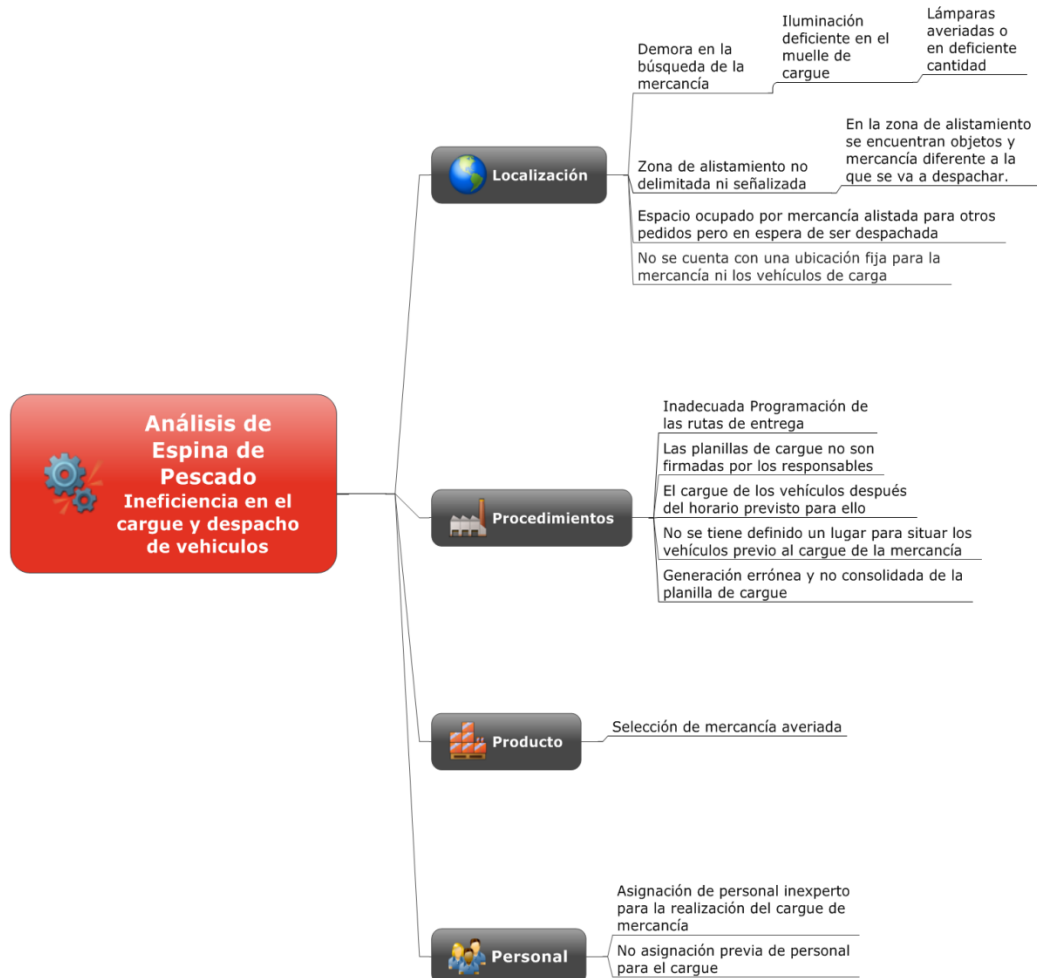 Análisis de
Espina de
Pescado
Ineficiencia en el
cargue y despacho
de vehiculos
Localización
Demora en la
búsqueda de la
mercancía
Iluminación
deficiente en el
muelle de
cargue
Lámparas
averiadas o
en deficiente
cantidad
Zona de alistamiento no
delimitada ni señalizada
En la zona de alistamiento
se encuentran objetos y
mercancía diferente a la
que se va a despachar.
Espacio ocupado por mercancía alistada para otros
pedidos pero en espera de ser despachada
No se cuenta con una ubicación fija para la
mercancía ni los vehículos de carga
Procedimientos
Inadecuada Programación de
las rutas de entrega
Las planillas de cargue no son
firmadas por los responsables
El cargue de los vehículos después
del horario previsto para ello
No se tiene definido un lugar para situar los
vehículos previo al cargue de la mercancía
Generación errónea y no consolidada de la
planilla de cargue
Producto
Selección de mercancía averiada
Personal
Asignación de personal inexperto
para la realización del cargue de
mercancía
No asignación previa de personal
para el cargue